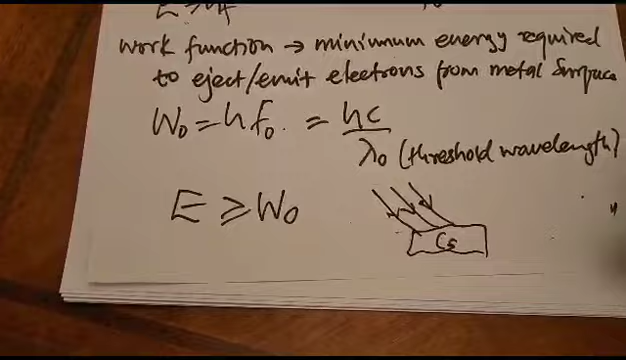 work function → minimum energy required
to eject/emit electrons from metal surface
W₀ = hf₀. = hc/λ₀ (threshold wavelength)
E ≥ W₀
Cs